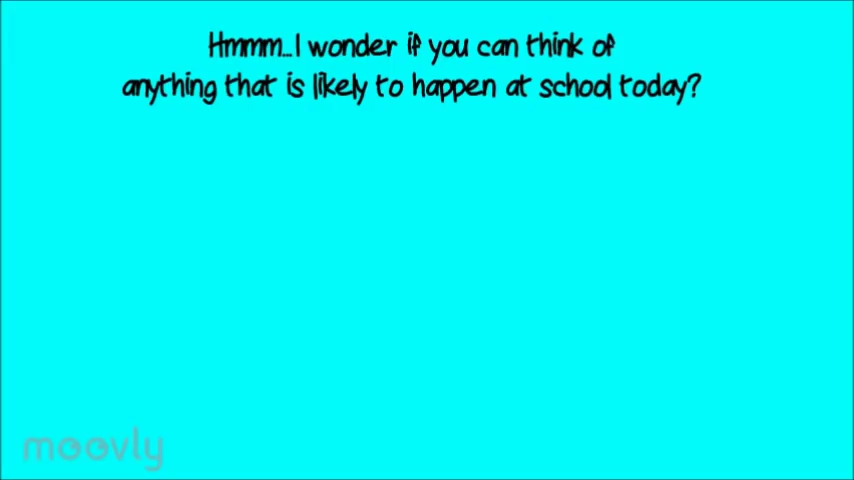 Hmmm...I wonder if you can think of
anything that is likely to happen at school today?
moovly